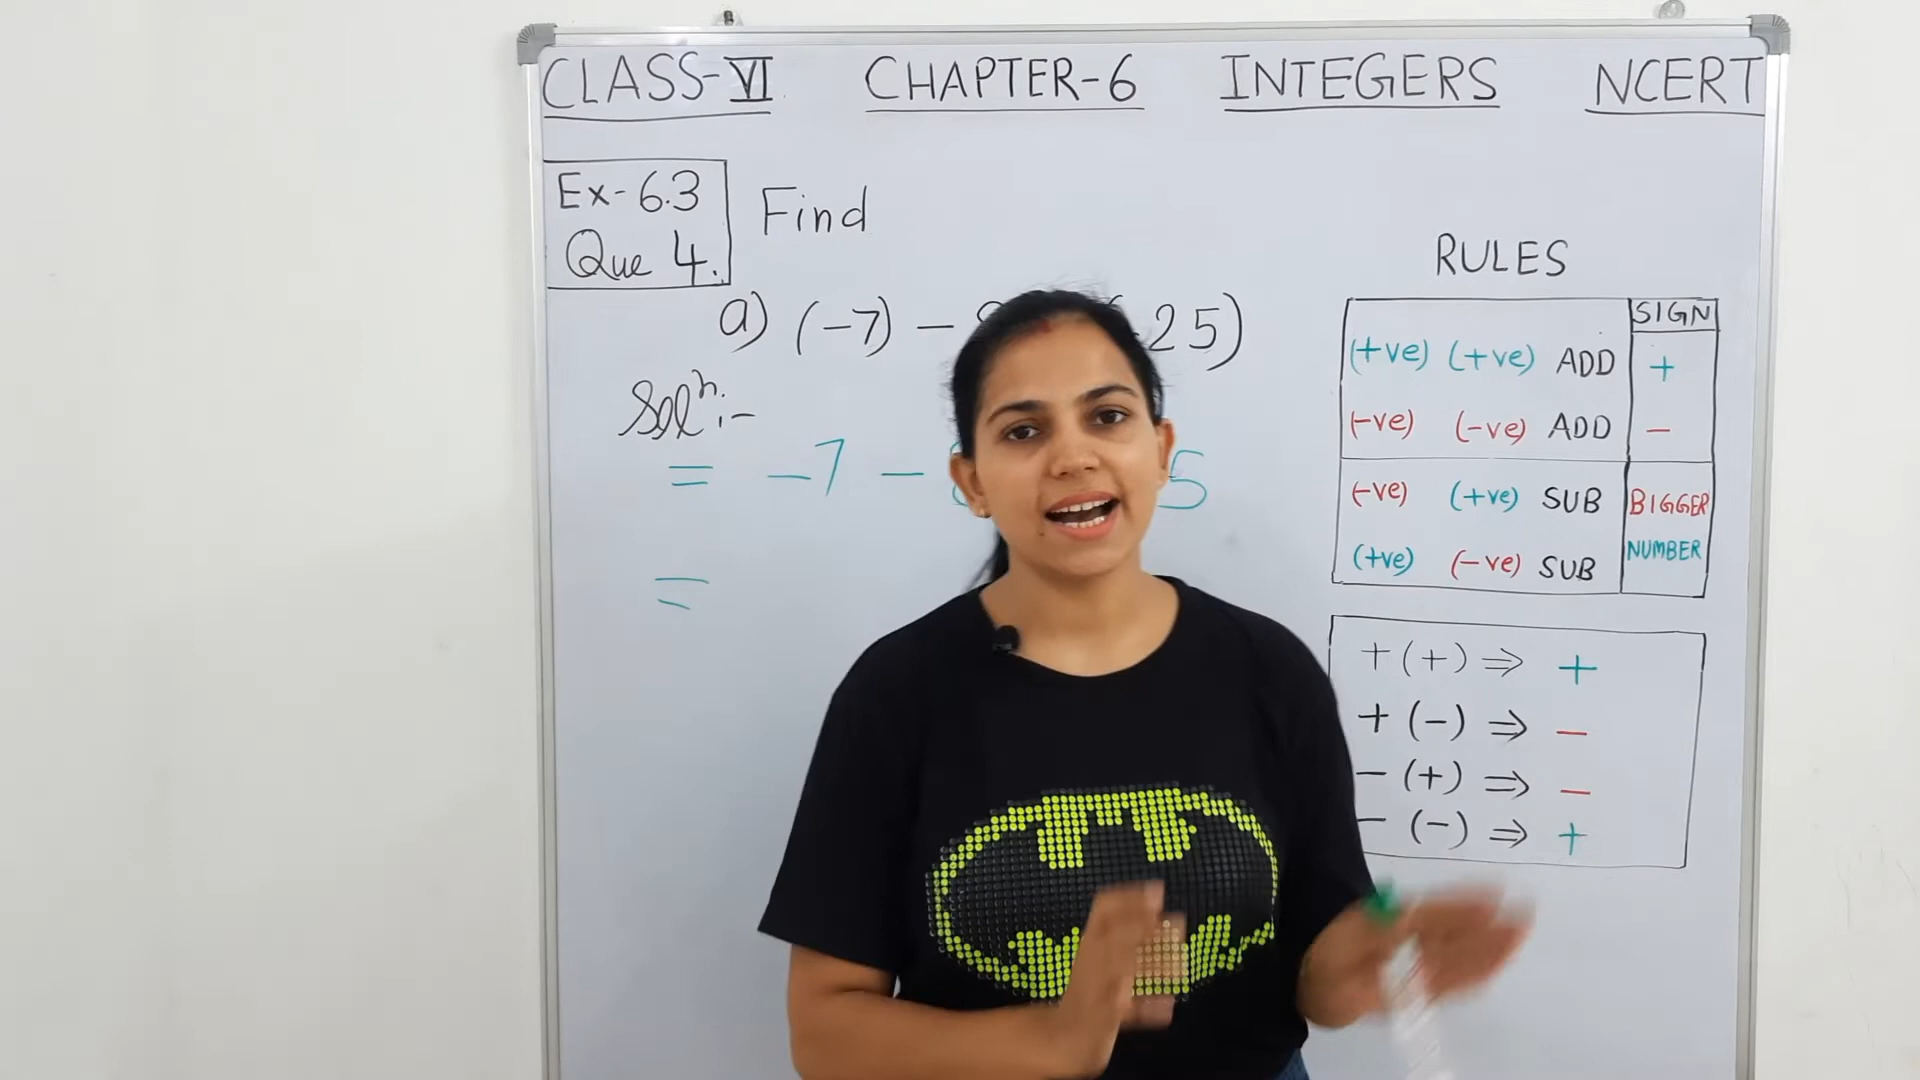 CLASS-VI CHAPTER-6 INTEGERS NCERT
Ex-6.3
Que 4.
Find
a) (-7) - 25)
Solⁿ:-
= -7 - 5
=
RULES
SIGN
(+ve) (+ve) ADD +
(-ve) (-ve) ADD -
(-ve) (+ve) SUB BIGGER
(+ve) (-ve) SUB NUMBER
+ (+) ⇒ +
+ (-) ⇒ -
- (+) ⇒ -
- (-) ⇒ +